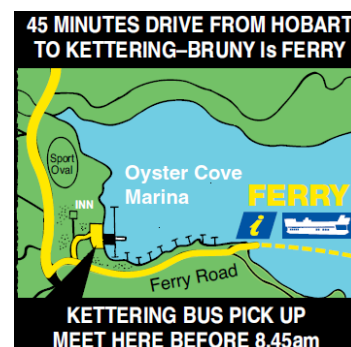 45 MINUTES DRIVE FROM HOBART
TO KETTERING–BRUNY Is FERRY
Sport
Oval
Oyster Cove
Marina
INN
FERRY
i
Ferry Road
KETTERING BUS PICK UP
MEET HERE BEFORE 8.45am